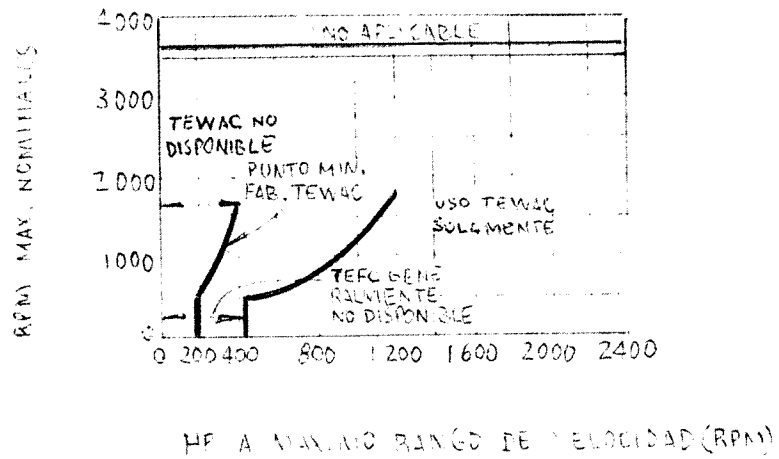 4000
NO APLICABLE
3000
TEWAC NO
DISPONIBLE
PUNTO MIN.
FAB. TEWAC
2000
USO TEWAC
SOLAMENTE
1000
TEFC GENE
RALMENTE
NO DISPONIBLE
0
0 200 400 800 1200 1600 2000 2400
RPM MAX. NOMINALES
HP A MAXIMO RANGO DE VELOCIDAD (RPM)